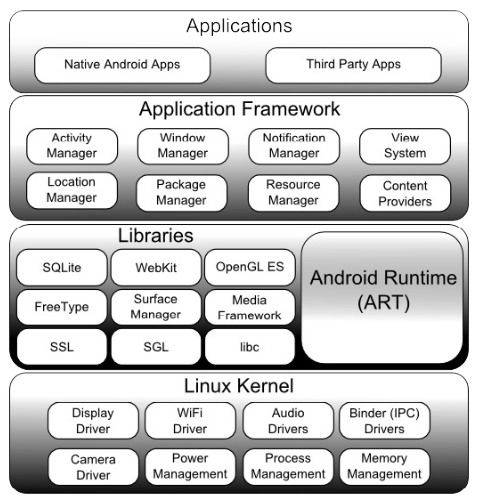 Applications
Native Android Apps
Third Party Apps
Application Framework
Activity
Manager
Window
Manager
Notification
Manager
View
System
Location
Manager
Package
Manager
Resource
Manager
Content
Providers
Libraries
SQLite
WebKit
OpenGL ES
FreeType
Surface
Manager
Media
Framework
SSL
SGL
libc
Android Runtime
(ART)
Linux Kernel
Display
Driver
WiFi
Driver
Audio
Drivers
Binder (IPC)
Drivers
Camera
Driver
Power
Management
Process
Management
Memory
Management